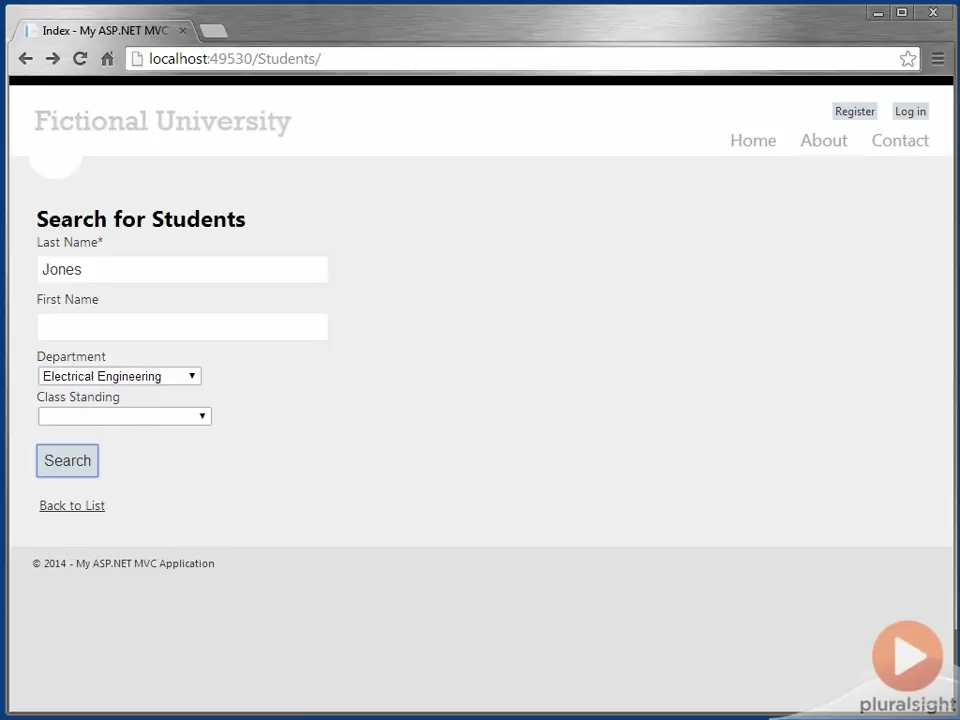 Index - My ASP.NET MVC
localhost:49530/Students/
Register Log in
Fictional University
Home About Contact
Search for Students
Last Name*
Jones
First Name
Department
Electrical Engineering
Class Standing
Search
Back to List
© 2014 - My ASP.NET MVC Application
pluralsight